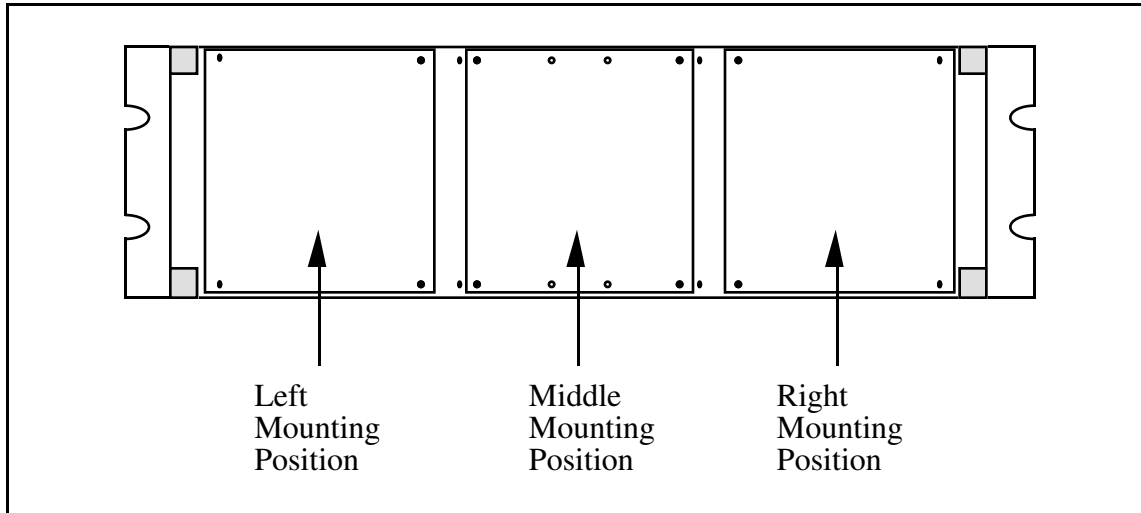 Left
Mounting
Position
Middle
Mounting
Position
Right
Mounting
Position